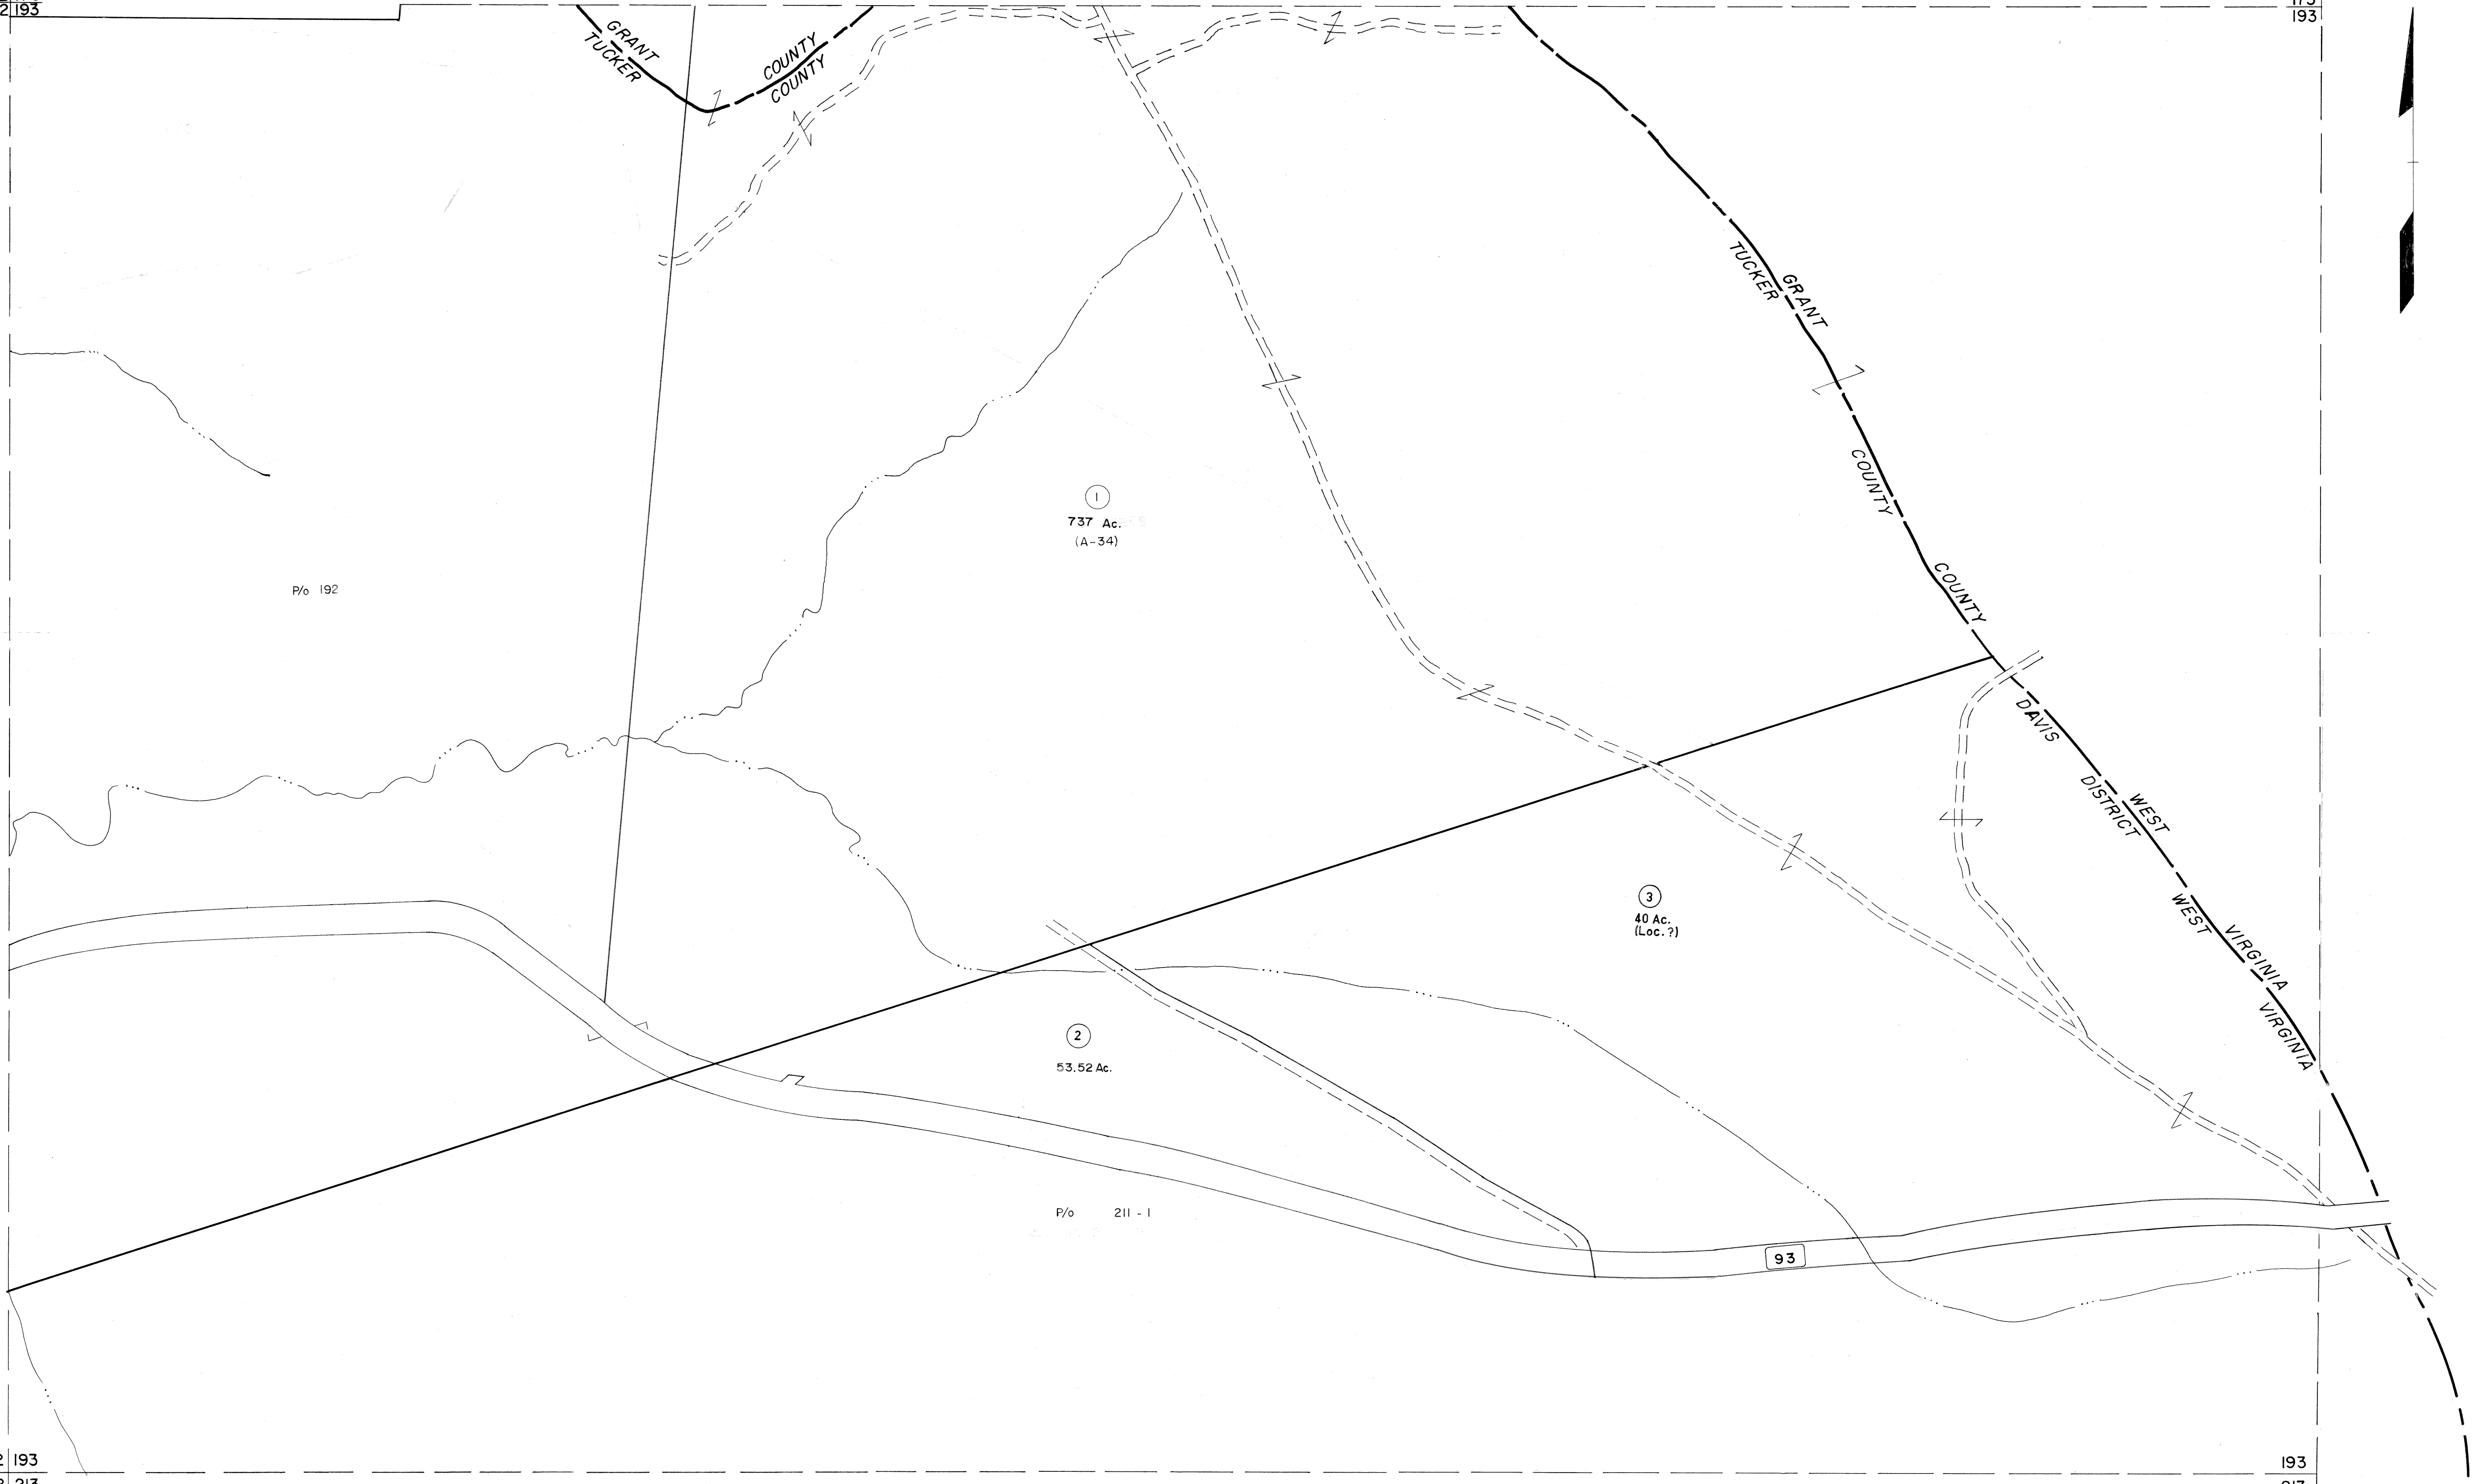 193
193
GRANT
TUCKER
COUNTY
COUNTY
GRANT
TUCKER
COUNTY
COUNTY
1
737 Ac.
(A-34)
P/o 192
DAVIS
DISTRICT
WEST
WEST
VIRGINIA
VIRGINIA
3
40 Ac.
(Loc. ?)
2
53.52 Ac.
P/o 211 - 1
93
193
193